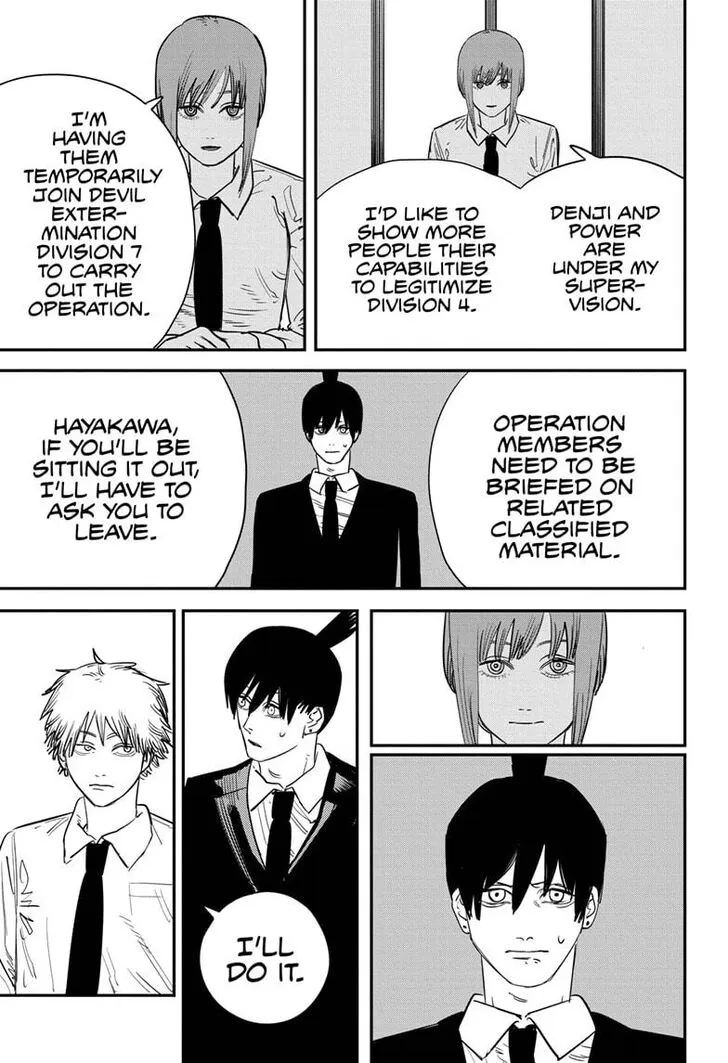 DENJI AND
POWER
ARE
UNDER MY
SUPER-
VISION.
I'D LIKE TO
SHOW MORE
PEOPLE THEIR
CAPABILITIES
TO LEGITIMIZE
DIVISION 4.
I'M
HAVING
THEM
TEMPORARILY
JOIN DEVIL
EXTER-
MINATION
DIVISION 7
TO CARRY
OUT THE
OPERATION.
OPERATION
MEMBERS
NEED TO BE
BRIEFED ON
RELATED
CLASSIFIED
MATERIAL.
HAYAKAWA,
IF YOU'LL BE
SITTING IT OUT,
I'LL HAVE TO
ASK YOU TO
LEAVE.
I'LL
DO IT.